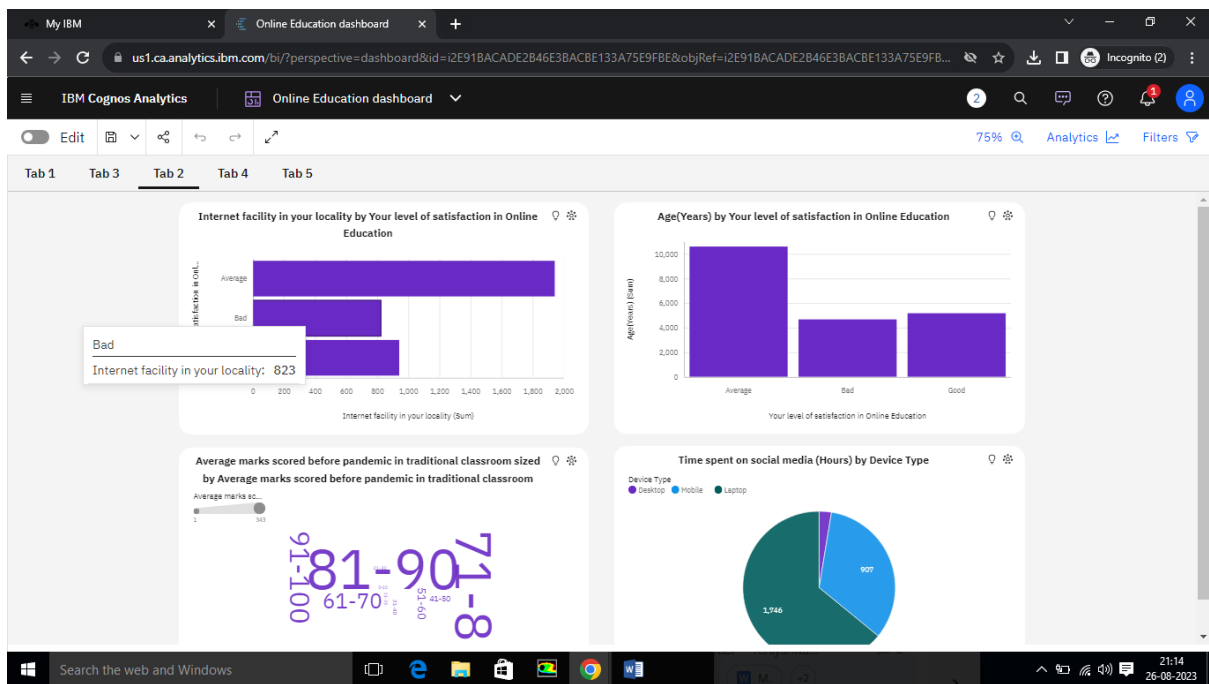 My IBM
Online Education dashboard
us1.ca.analytics.ibm.com/bi/?perspective=dashboard&id=i2E91BACADE2B46E3BACBE133A75E9FBE&objRef=i2E91BACADE2B46E3BACBE133A75E9FB...
Incognito (2)
IBM Cognos Analytics
Online Education dashboard
2
1
Edit
75%
Analytics
Filters
Tab 1
Tab 3
Tab 2
Tab 4
Tab 5
Internet facility in your locality by Your level of satisfaction in Online
Education
Average
Bad
Bad
Internet facility in your locality: 823
0 200 400 600 800 1,000 1,200 1,400 1,600 1,800 2,000
Internet facility in your locality (Sum)
Age(Years) by Your level of satisfaction in Online Education
Age(Years) (Sum)
10,000
8,000
6,000
4,000
2,000
0
Average Bad Good
Your level of satisfaction in Online Education
Average marks scored before pandemic in traditional classroom sized
by Average marks scored before pandemic in traditional classroom
Average marks sc...
1 343
91-100
81-90
71-8
61-70
51-60
41-50
Time spent on social media (Hours) by Device Type
Device Type
Desktop Mobile Laptop
907
1,746
Search the web and Windows
21:14
26-08-2023